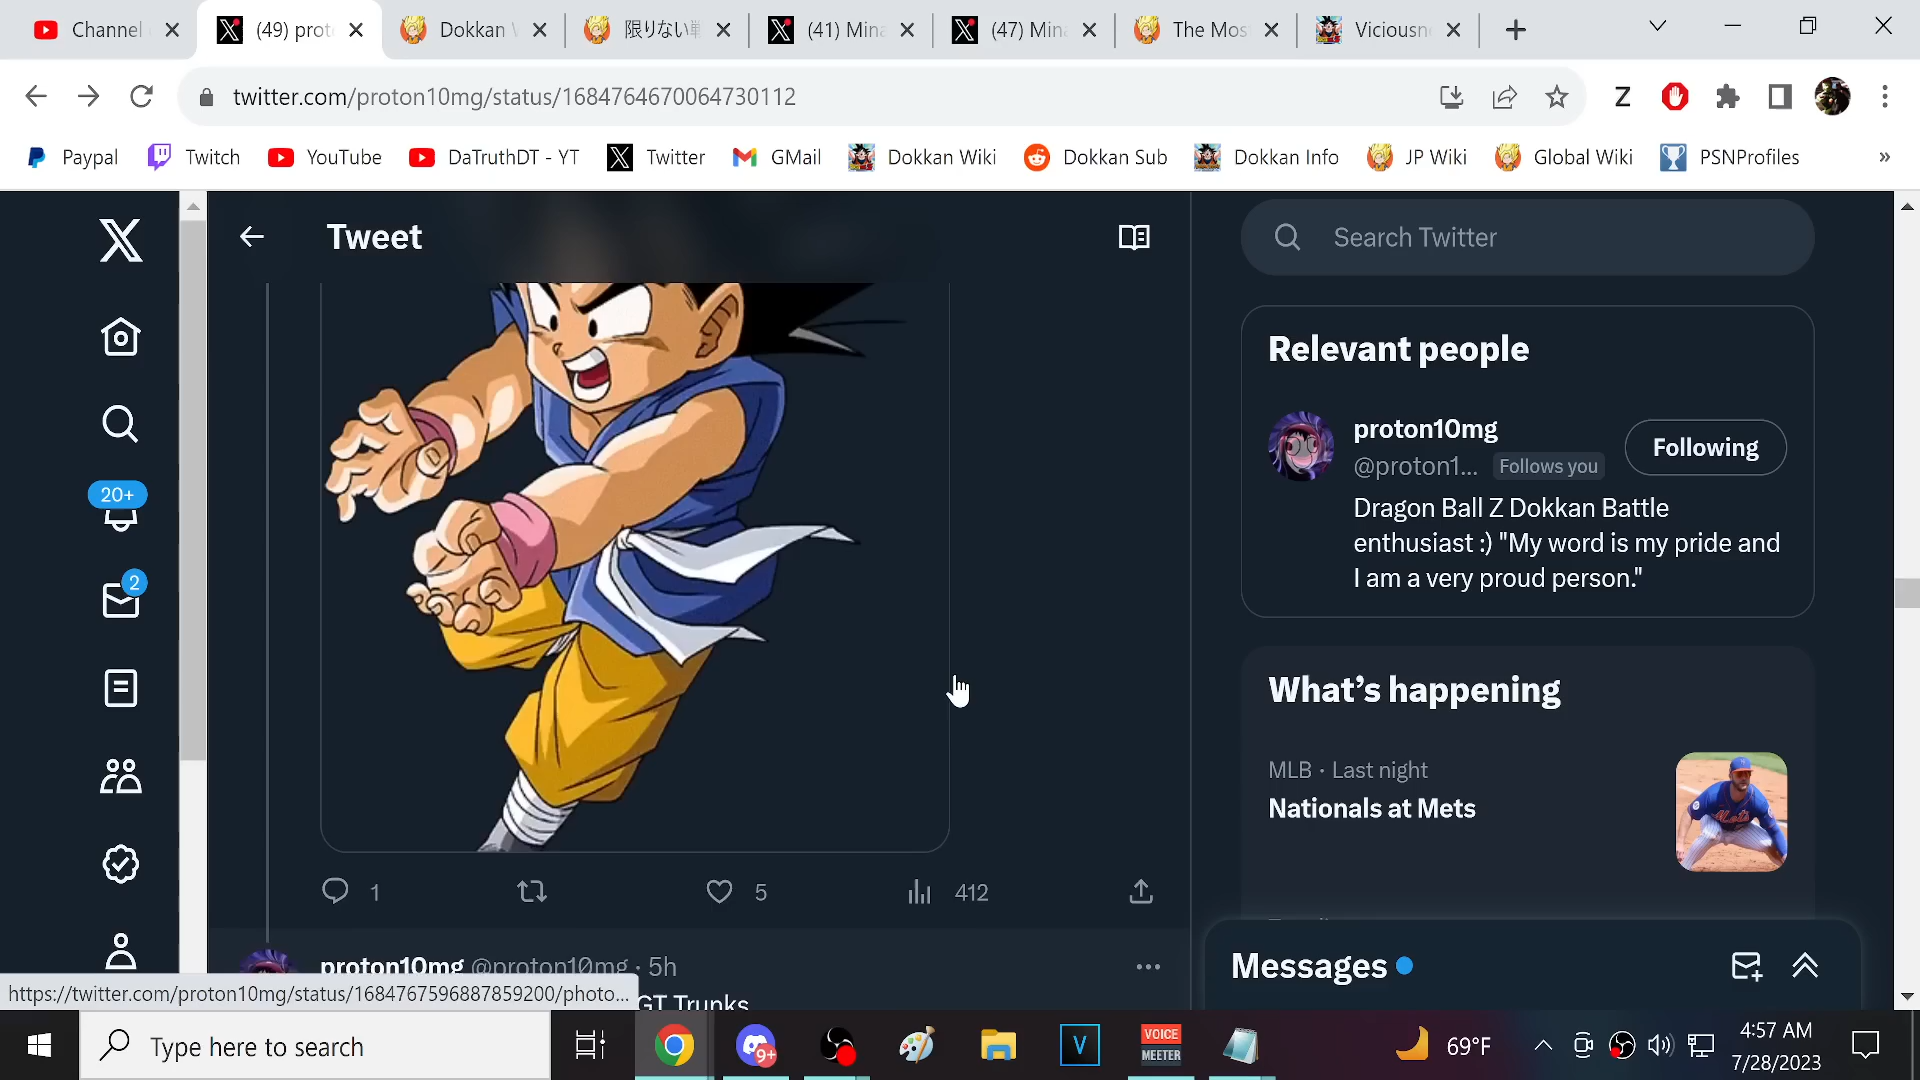 Channel
(49) prot
Dokkan
限りない戦
(41) Mina
(47) Mina
The Mos
Viciousn
twitter.com/proton10mg/status/1684764670064730112
Z
Paypal
Twitch
YouTube
DaTruthDT - YT
Twitter
GMail
Dokkan Wiki
Dokkan Sub
Dokkan Info
JP Wiki
Global Wiki
PSNProfiles
»
Tweet
Search Twitter
20+
2
Relevant people
proton10mg
@proton1...
Follows you
Following
Dragon Ball Z Dokkan Battle
enthusiast :) "My word is my pride and
I am a very proud person."
What's happening
MLB · Last night
Nationals at Mets
Mets
1
5
412
proton10mg @proton10mg · 5h
GT Trunks
Messages
https://twitter.com/proton10mg/status/1684767596887859200/photo...
Type here to search
9+
V
VOICE
MEETER
69°F
4:57 AM
7/28/2023